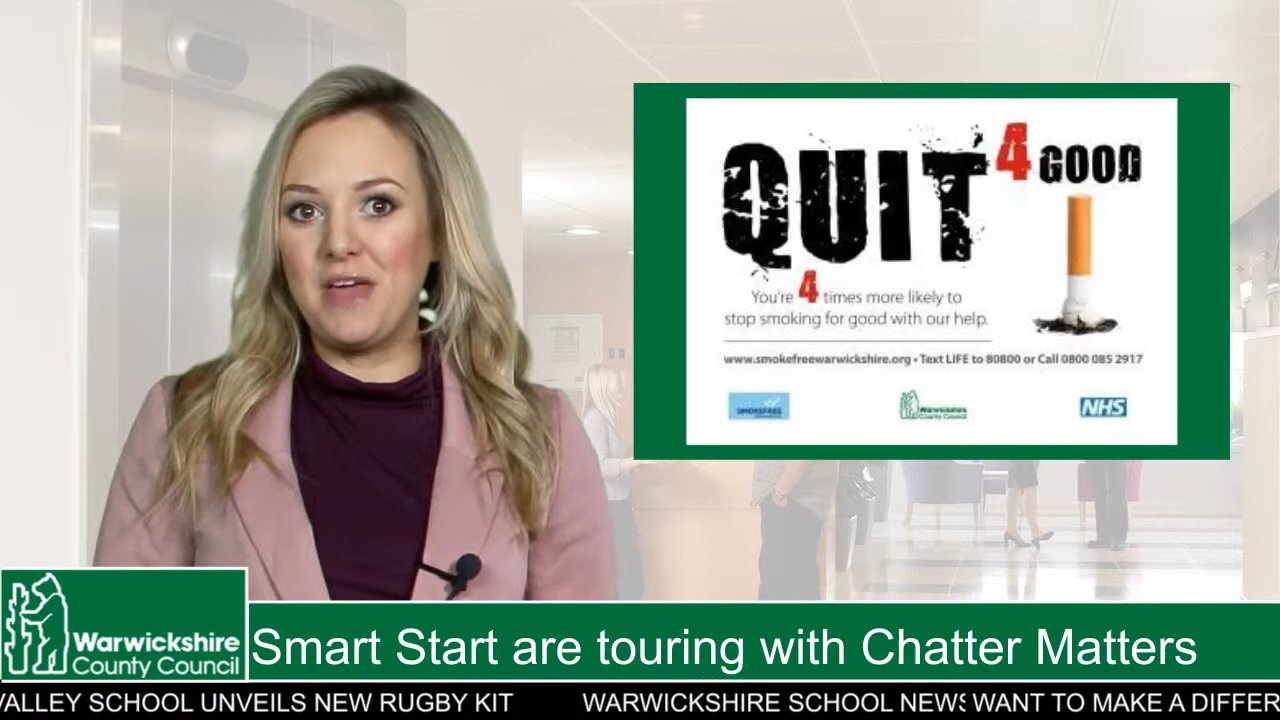 QUIT 4 GOOD
You're 4 times more likely to
stop smoking for good with our help.
www.smokefreewarwickshire.org • Text LIFE to 80800 or Call 0800 085 2917
SMOKEFREE
Warwickshire
County Council
NHS
Warwickshire
County Council
Smart Start are touring with Chatter Matters
VALLEY SCHOOL UNVEILS NEW RUGBY KIT WARWICKSHIRE SCHOOL NEWS WANT TO MAKE A DIFFER